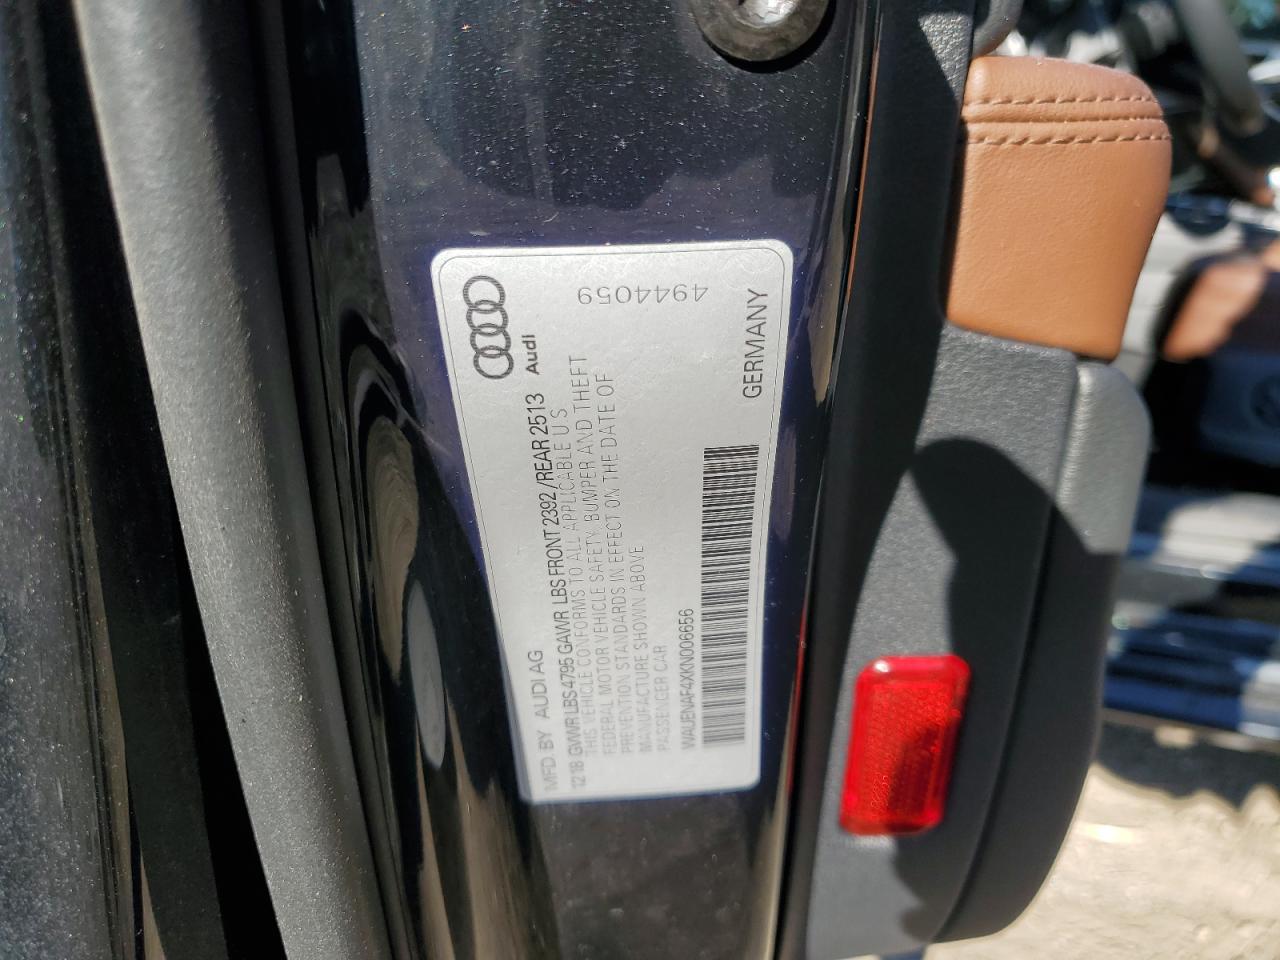 Audi
4944059
GERMANY
MFD. BY AUDI AG
12 18 GVWR LBS 4795 GAWR LBS FRONT 2392/REAR 2513
THIS VEHICLE CONFORMS TO ALL APPLICABLE U S
FEDERAL MOTOR VEHICLE SAFETY, BUMPER AND THEFT
PREVENTION STANDARDS IN EFFECT ON THE DATE OF
MANUFACTURE SHOWN ABOVE
PASSENGER CAR
WAUENAF4XKN006656